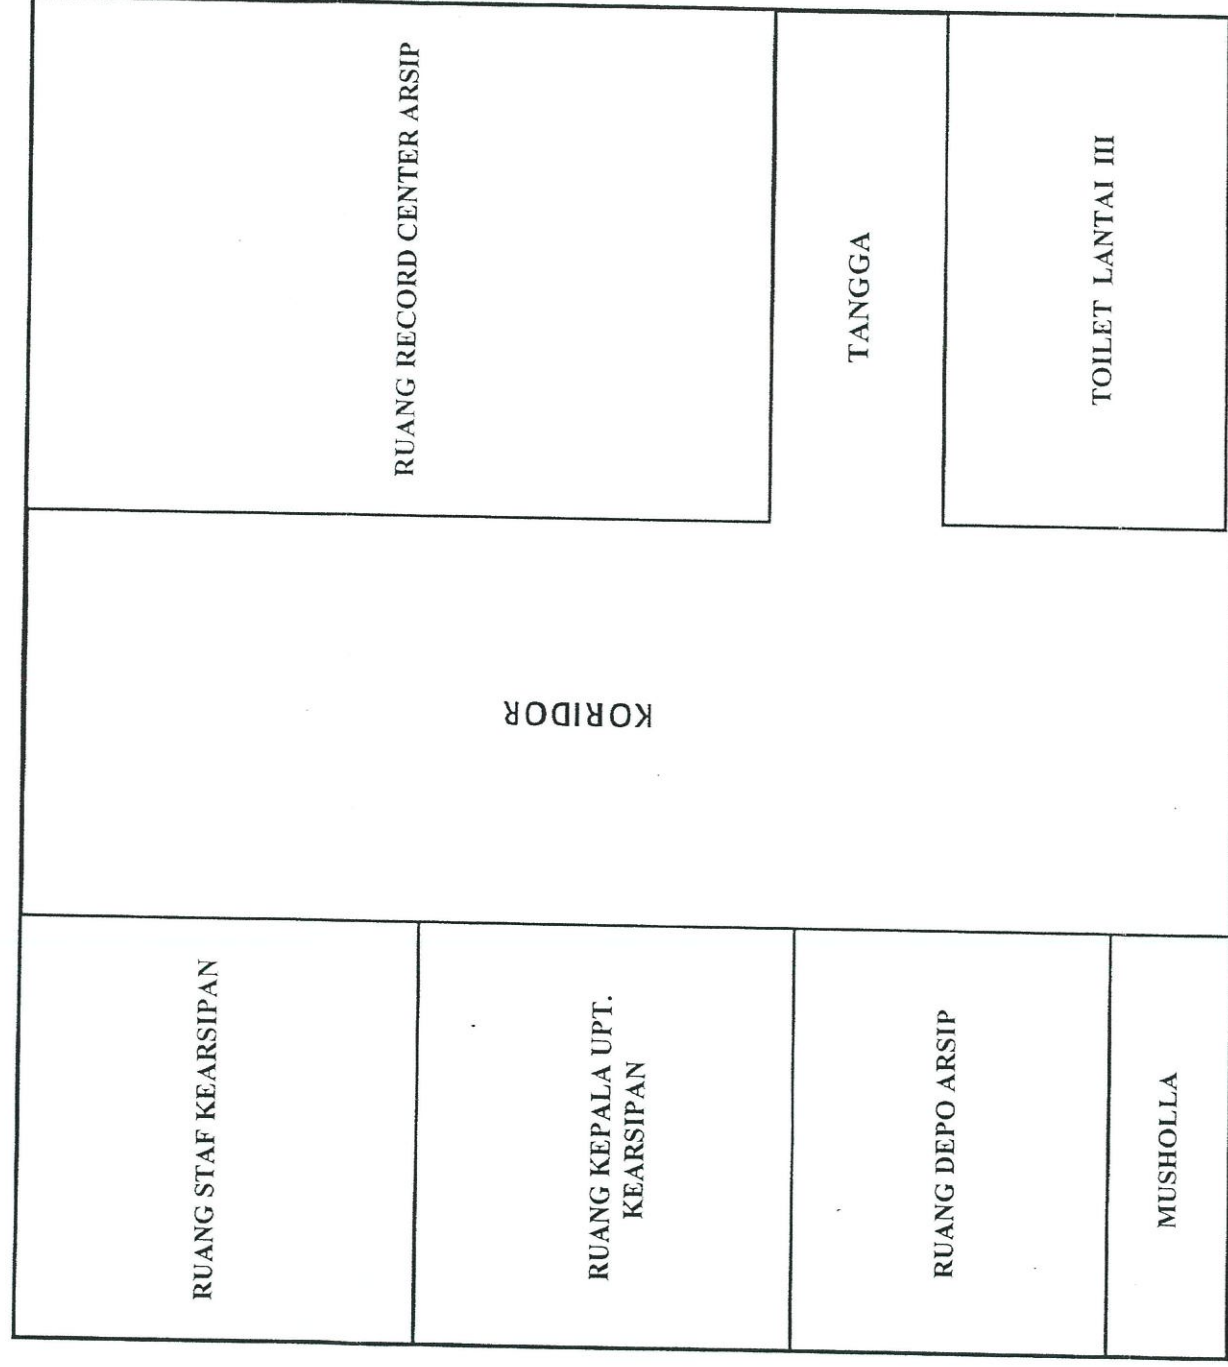 RUANG RECORD CENTER ARSIP
TANGGA
TOILET LANTAI III
KORIDOR
RUANG STAF KEARSIPAN
RUANG KEPALA UPT.
KEARSIPAN
RUANG DEPO ARSIP
MUSHOLLA